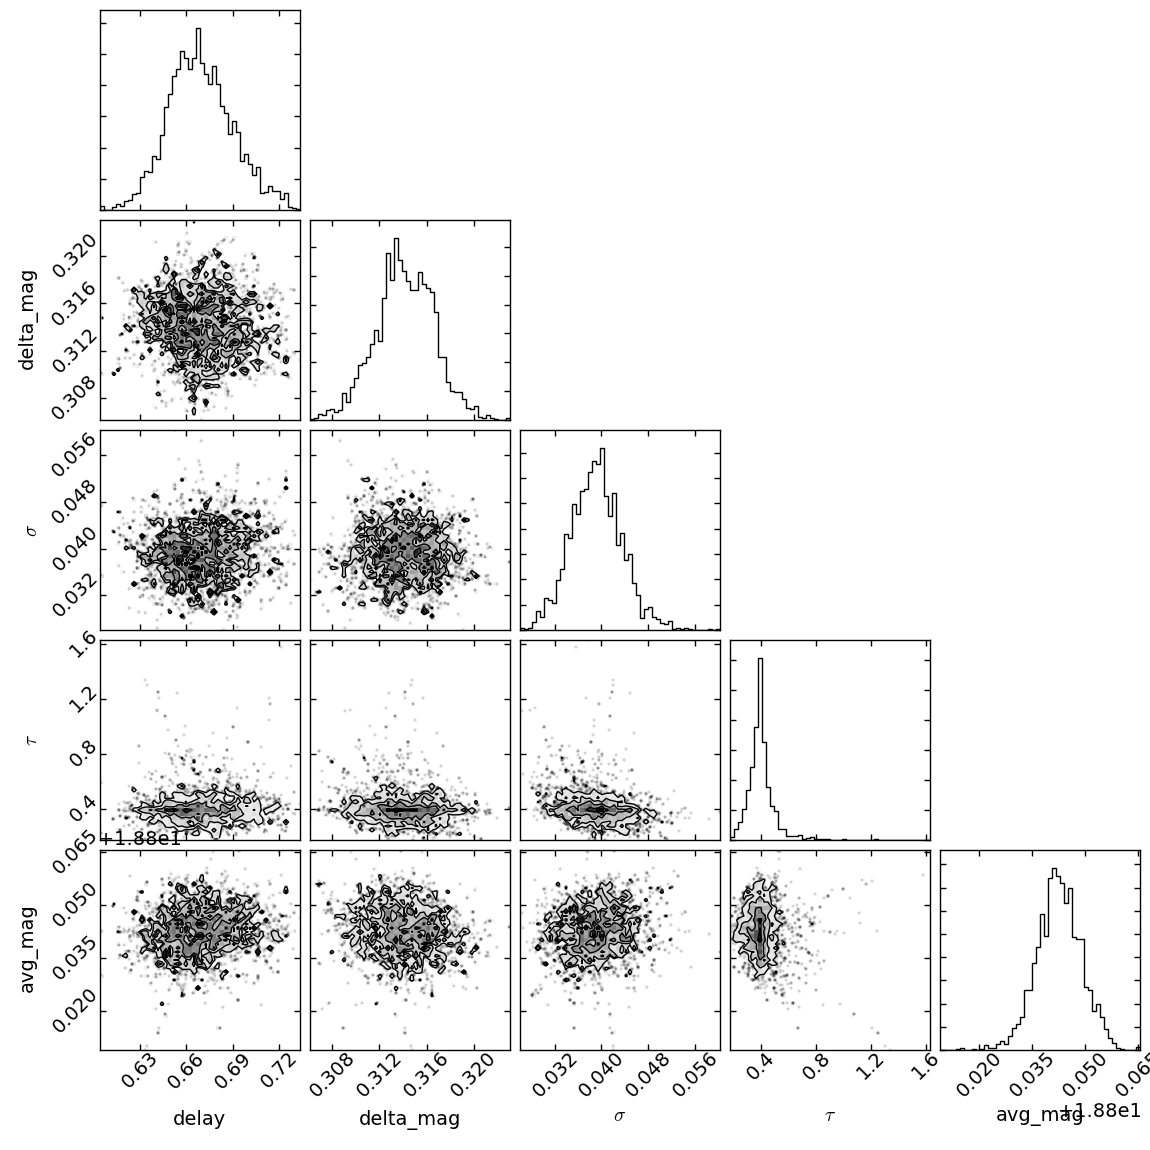 0.320
0.316
0.312
0.308
delta_mag
0.056
0.048
0.040
0.032
σ
1.6
1.2
0.8
0.4
τ
+1.88e1
0.065
0.050
0.035
0.020
avg_mag
0.63 0.66 0.69 0.72
0.308 0.312 0.316 0.320
0.032 0.040 0.048 0.056
0.4 0.8 1.2 1.6
0.020 0.035 0.050 0.065
delay delta_mag σ τ avg_mag +1.88e1